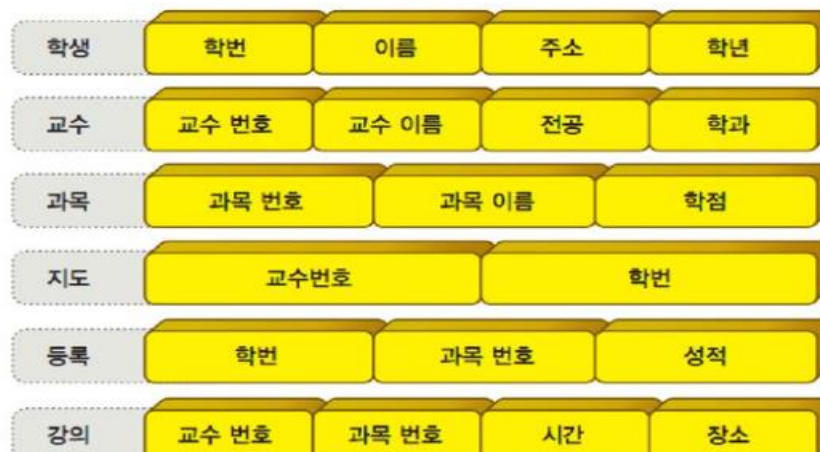 학생 학번 이름 주소 학년
교수 교수 번호 교수 이름 전공 학과
과목 과목 번호 과목 이름 학점
지도 교수번호 학번
등록 학번 과목 번호 성적
강의 교수 번호 과목 번호 시간 장소